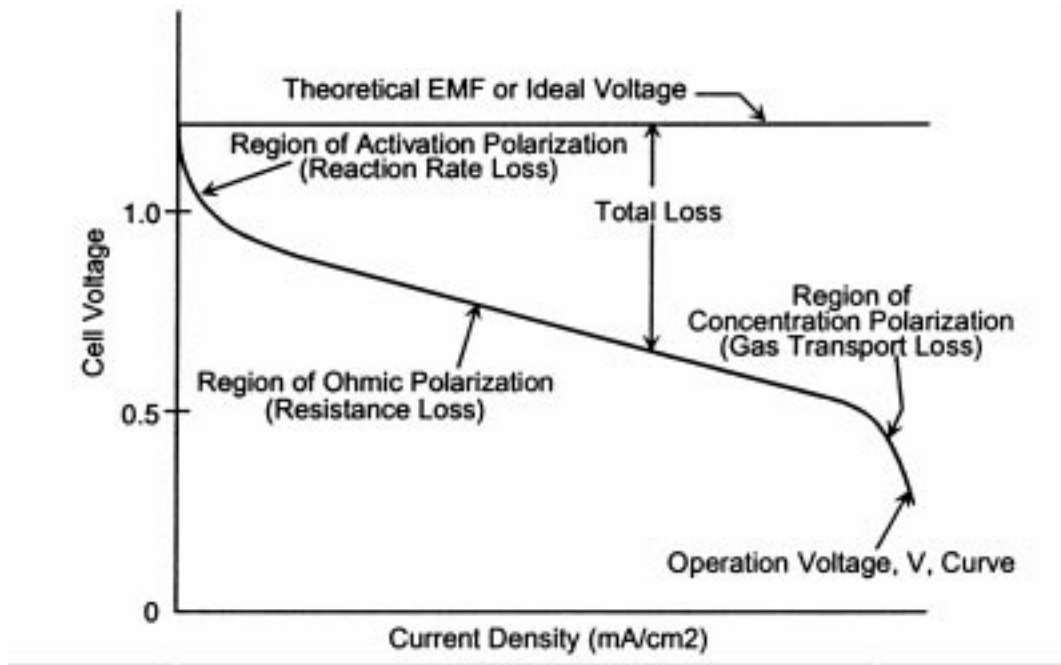 Theoretical EMF or Ideal Voltage
Region of Activation Polarization
(Reaction Rate Loss)
1.0
Total Loss
Cell Voltage
Region of
Concentration Polarization
(Gas Transport Loss)
Region of Ohmic Polarization
(Resistance Loss)
0.5
Operation Voltage, V, Curve
0
Current Density (mA/cm2)